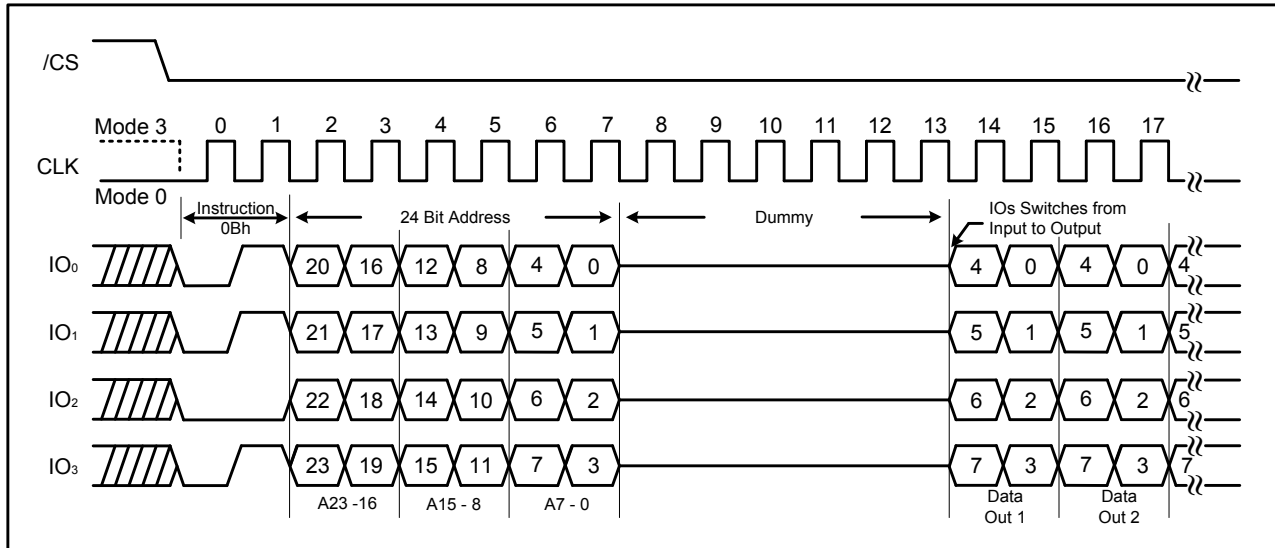 /CS
Mode 3
0 1 2 3 4 5 6 7 8 9 10 11 12 13 14 15 16 17
CLK
Mode 0
Instruction
0Bh
24 Bit Address
Dummy
IOs Switches from
Input to Output
IO0 20 16 12 8 4 0 4 0 4 0 4
IO1 21 17 13 9 5 1 5 1 5 1 5
IO2 22 18 14 10 6 2 6 2 6 2 6
IO3 23 19 15 11 7 3 7 3 7 3 7
A23 -16 A15 - 8 A7 - 0
Data
Out 1
Data
Out 2